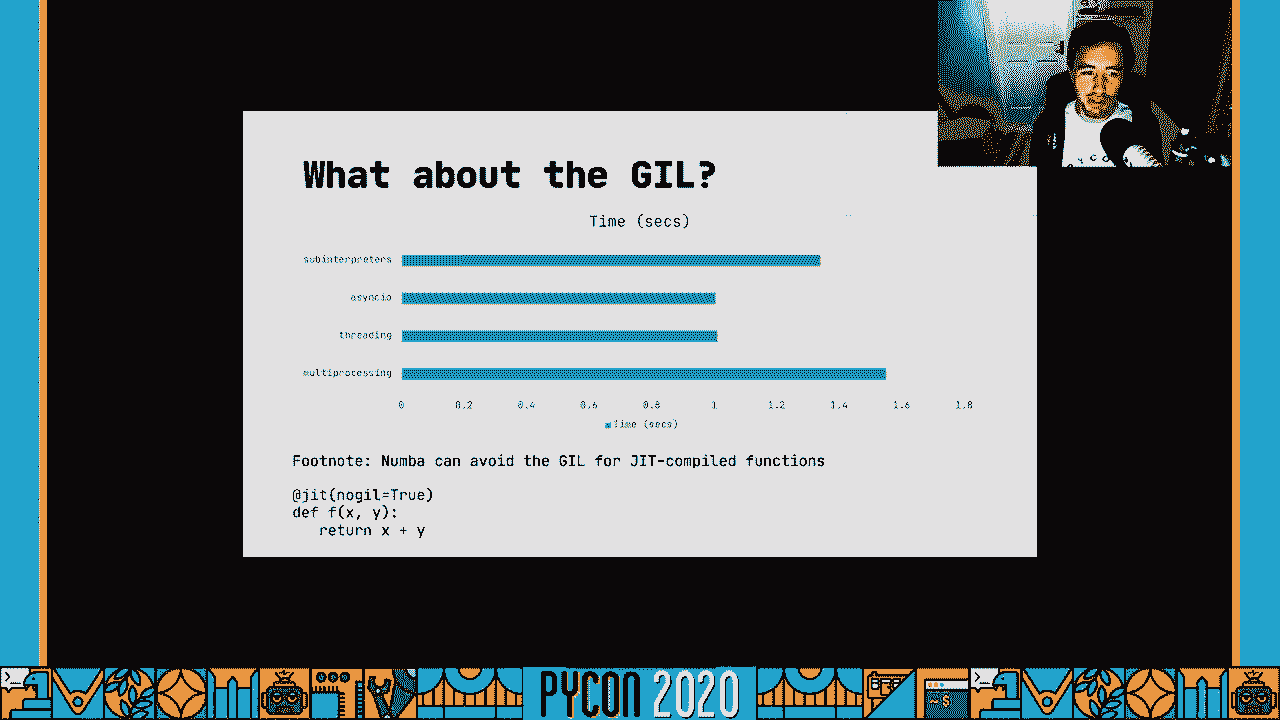 What about the GIL?
Time (secs)
subinterpreters
asyncio
threading
multiprocessing
0 0.2 0.4 0.6 0.8 1 1.2 1.4 1.6 1.8
Time (secs)
Footnote: Numba can avoid the GIL for JIT-compiled functions
@jit(nogil=True)
def f(x, y):
return x + y
PYCON 2020
~$